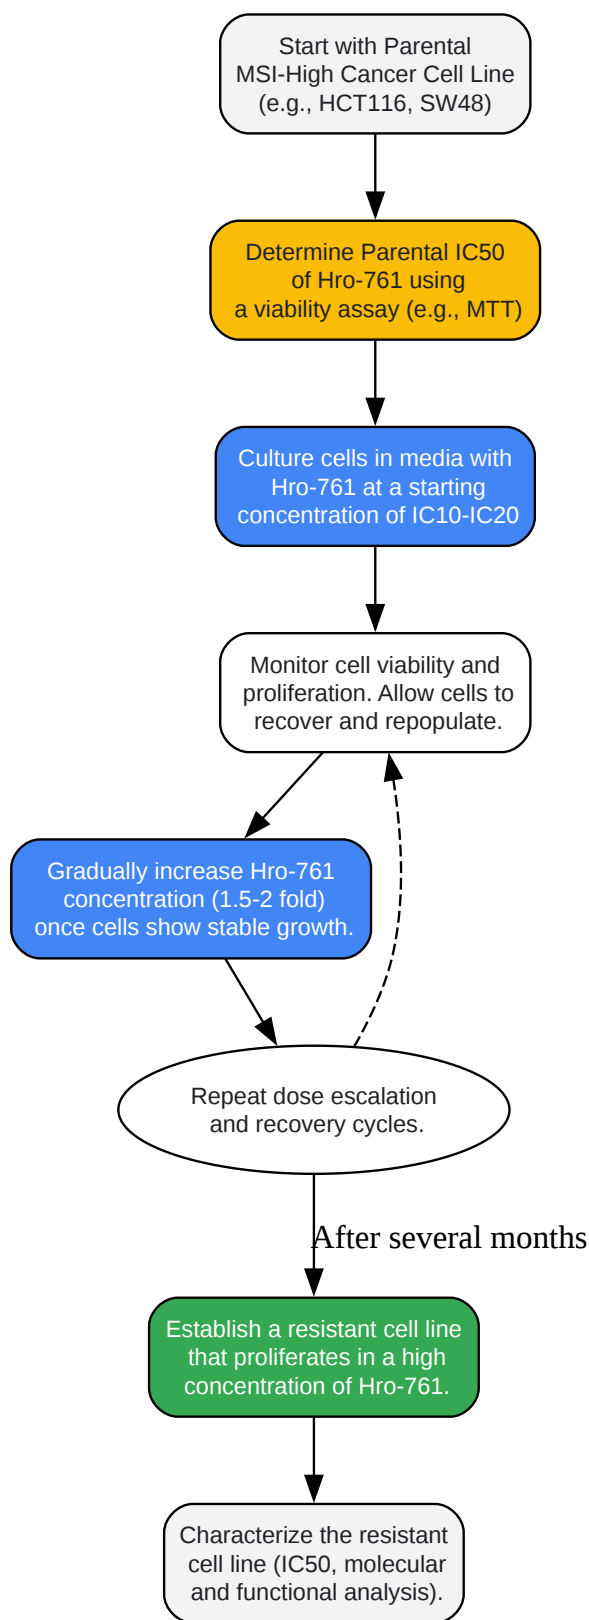 Start with Parental
MSI-High Cancer Cell Line
(e.g., HCT116, SW48)
Determine Parental IC50
of Hro-761 using
a viability assay (e.g., MTT)
Culture cells in media with
Hro-761 at a starting
concentration of IC10-IC20
Monitor cell viability and
proliferation. Allow cells to
recover and repopulate.
Gradually increase Hro-761
concentration (1.5-2 fold)
once cells show stable growth.
Repeat dose escalation
and recovery cycles.
After several months
Establish a resistant cell line
that proliferates in a high
concentration of Hro-761.
Characterize the resistant
cell line (IC50, molecular
and functional analysis).